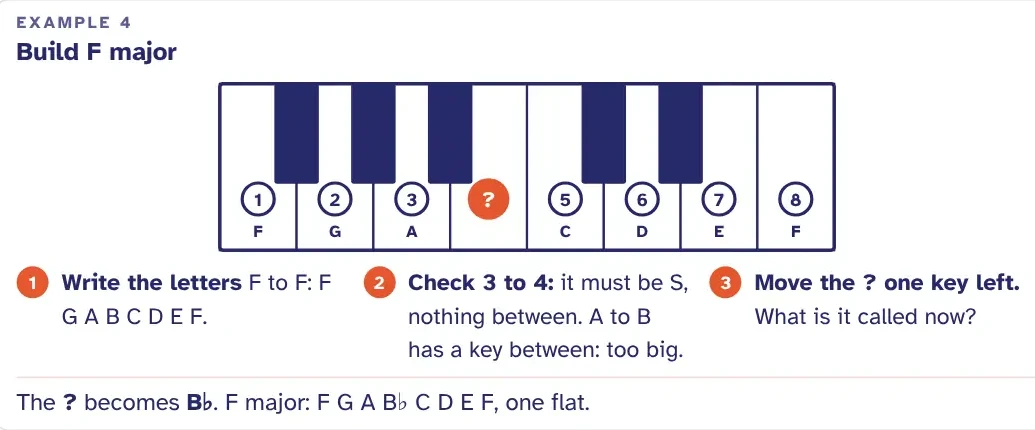 EXAMPLE 4
Build F major
1 2 3 ? 5 6 7 8
F G A C D E F
1 Write the letters F to F: F
G A B C D E F.
2 Check 3 to 4: it must be S,
nothing between. A to B
has a key between: too big.
3 Move the ? one key left.
What is it called now?
The ? becomes B♭. F major: F G A B♭ C D E F, one flat.